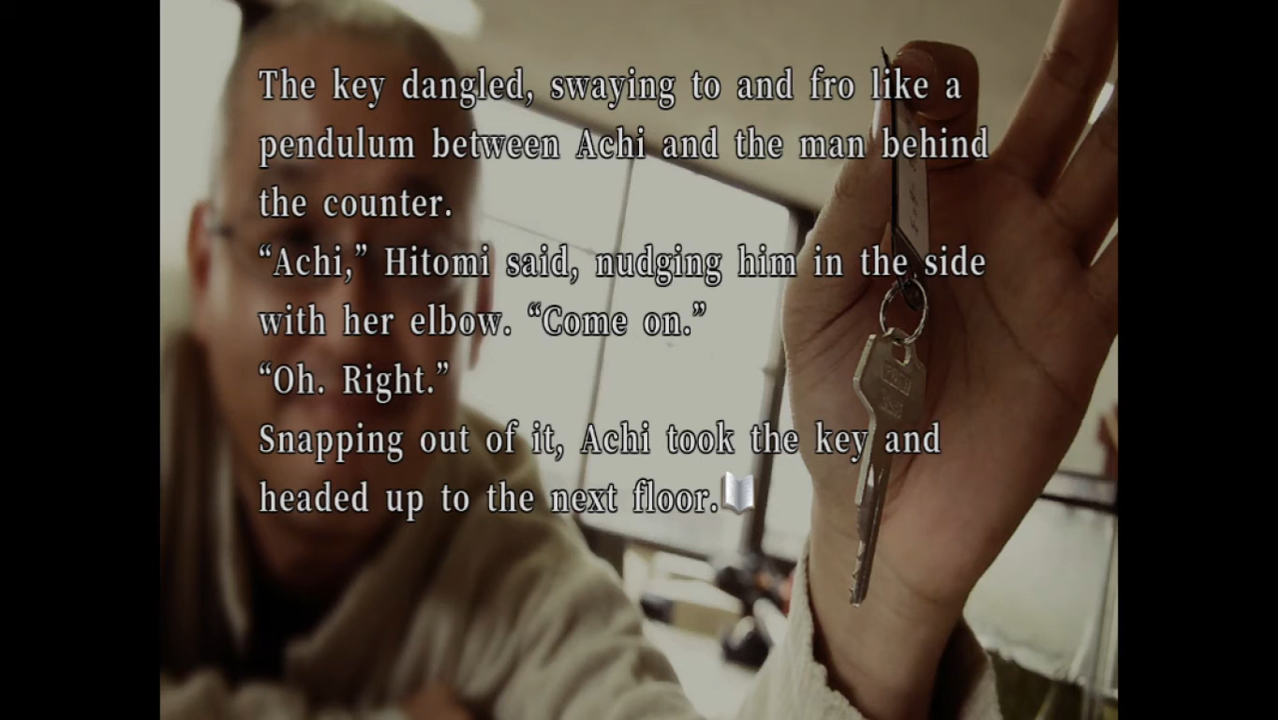 The key dangled, swaying to and fro like a
pendulum between Achi and the man behind
the counter.
“Achi,” Hitomi said, nudging him in the side
with her elbow. “Come on.”
“Oh. Right.”
Snapping out of it, Achi took the key and
headed up to the next floor.